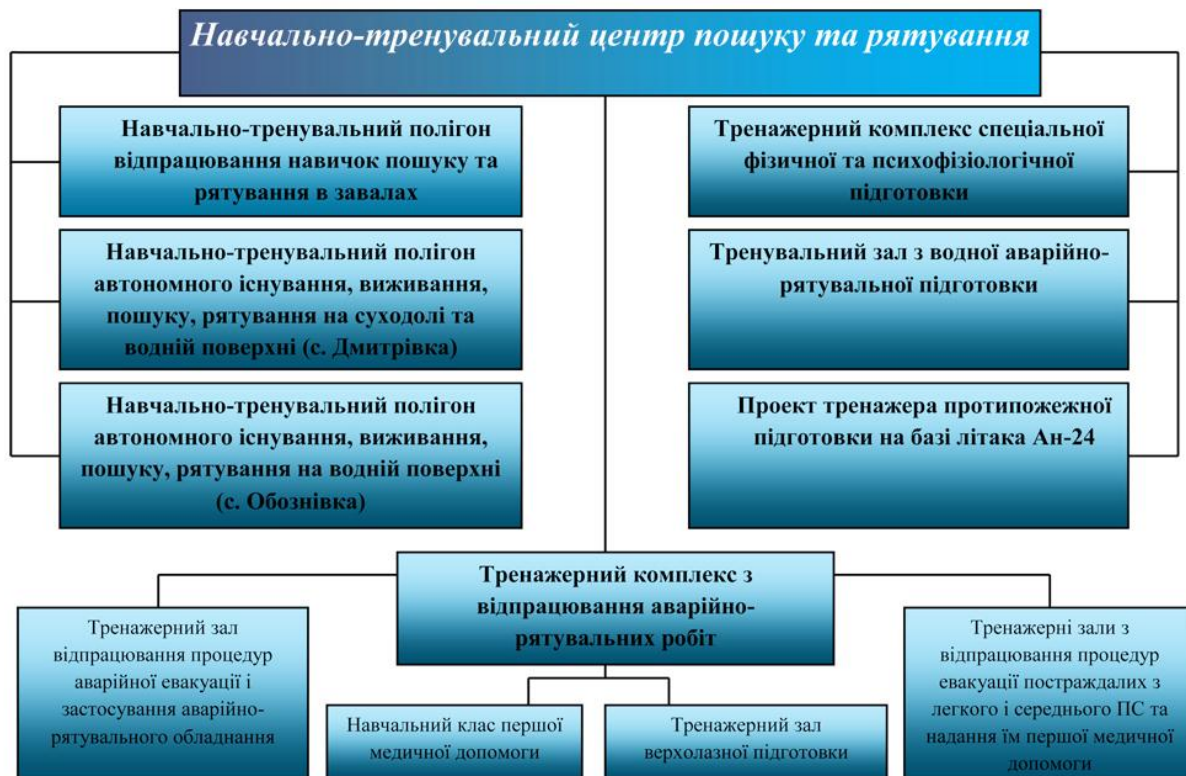 Навчально-тренувальний центр пошуку та рятування
Навчально-тренувальний полігон
відпрацювання навичок пошуку та
рятування в завалах
Навчально-тренувальний полігон
автономного існування, виживання,
пошуку, рятування на суходолі та
водній поверхні (с. Дмитрівка)
Навчально-тренувальний полігон
автономного існування, виживання,
пошуку, рятування на водній поверхні
(с. Обознівка)
Тренажерний комплекс спеціальної
фізичної та психофізіологічної
підготовки
Тренувальний зал з водної аварійно-
рятувальної підготовки
Проект тренажера протипожежної
підготовки на базі літака Ан-24
Тренажерний комплекс з
відпрацювання аварійно-
рятувальних робіт
Тренажерний зал
відпрацювання процедур
аварійної евакуації і
застосування аварійно-
рятувального обладнання
Навчальний клас першої
медичної допомоги
Тренажерний зал
верхолазної підготовки
Тренажерні зали з
відпрацювання процедур
евакуації постраждалих з
легкого і середнього ПС та
надання їм першої медичної
допомоги